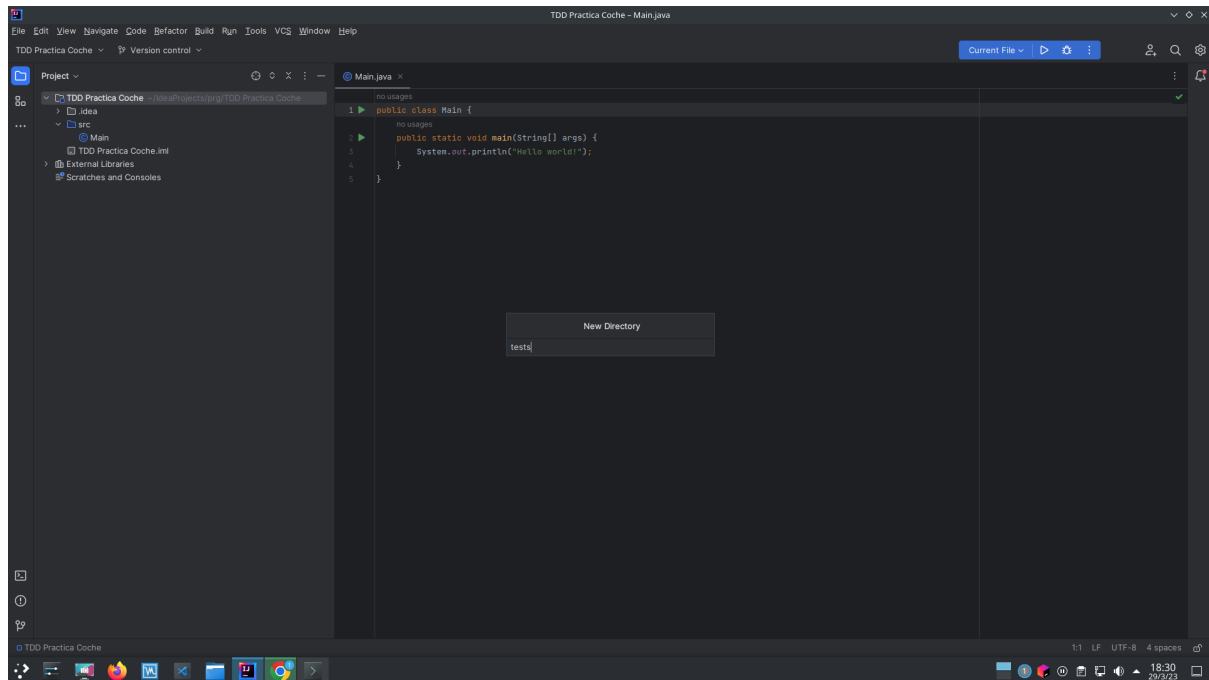 TDD Practica Coche – Main.java
File Edit View Navigate Code Refactor Build Run Tools VCS Window Help
TDD Practica Coche Version control Current File
Project Main.java
TDD Practica Coche ~/IdeaProjects/prg/TDD Practica Coche
.idea
src
Main
TDD Practica Coche.iml
External Libraries
Scratches and Consoles
no usages
1 public class Main {
no usages
2 public static void main(String[] args) {
3 System.out.println("Hello world!");
4 }
5 }
New Directory
tests
TDD Practica Coche 1:1 LF UTF-8 4 spaces
1 18:30
29/3/23